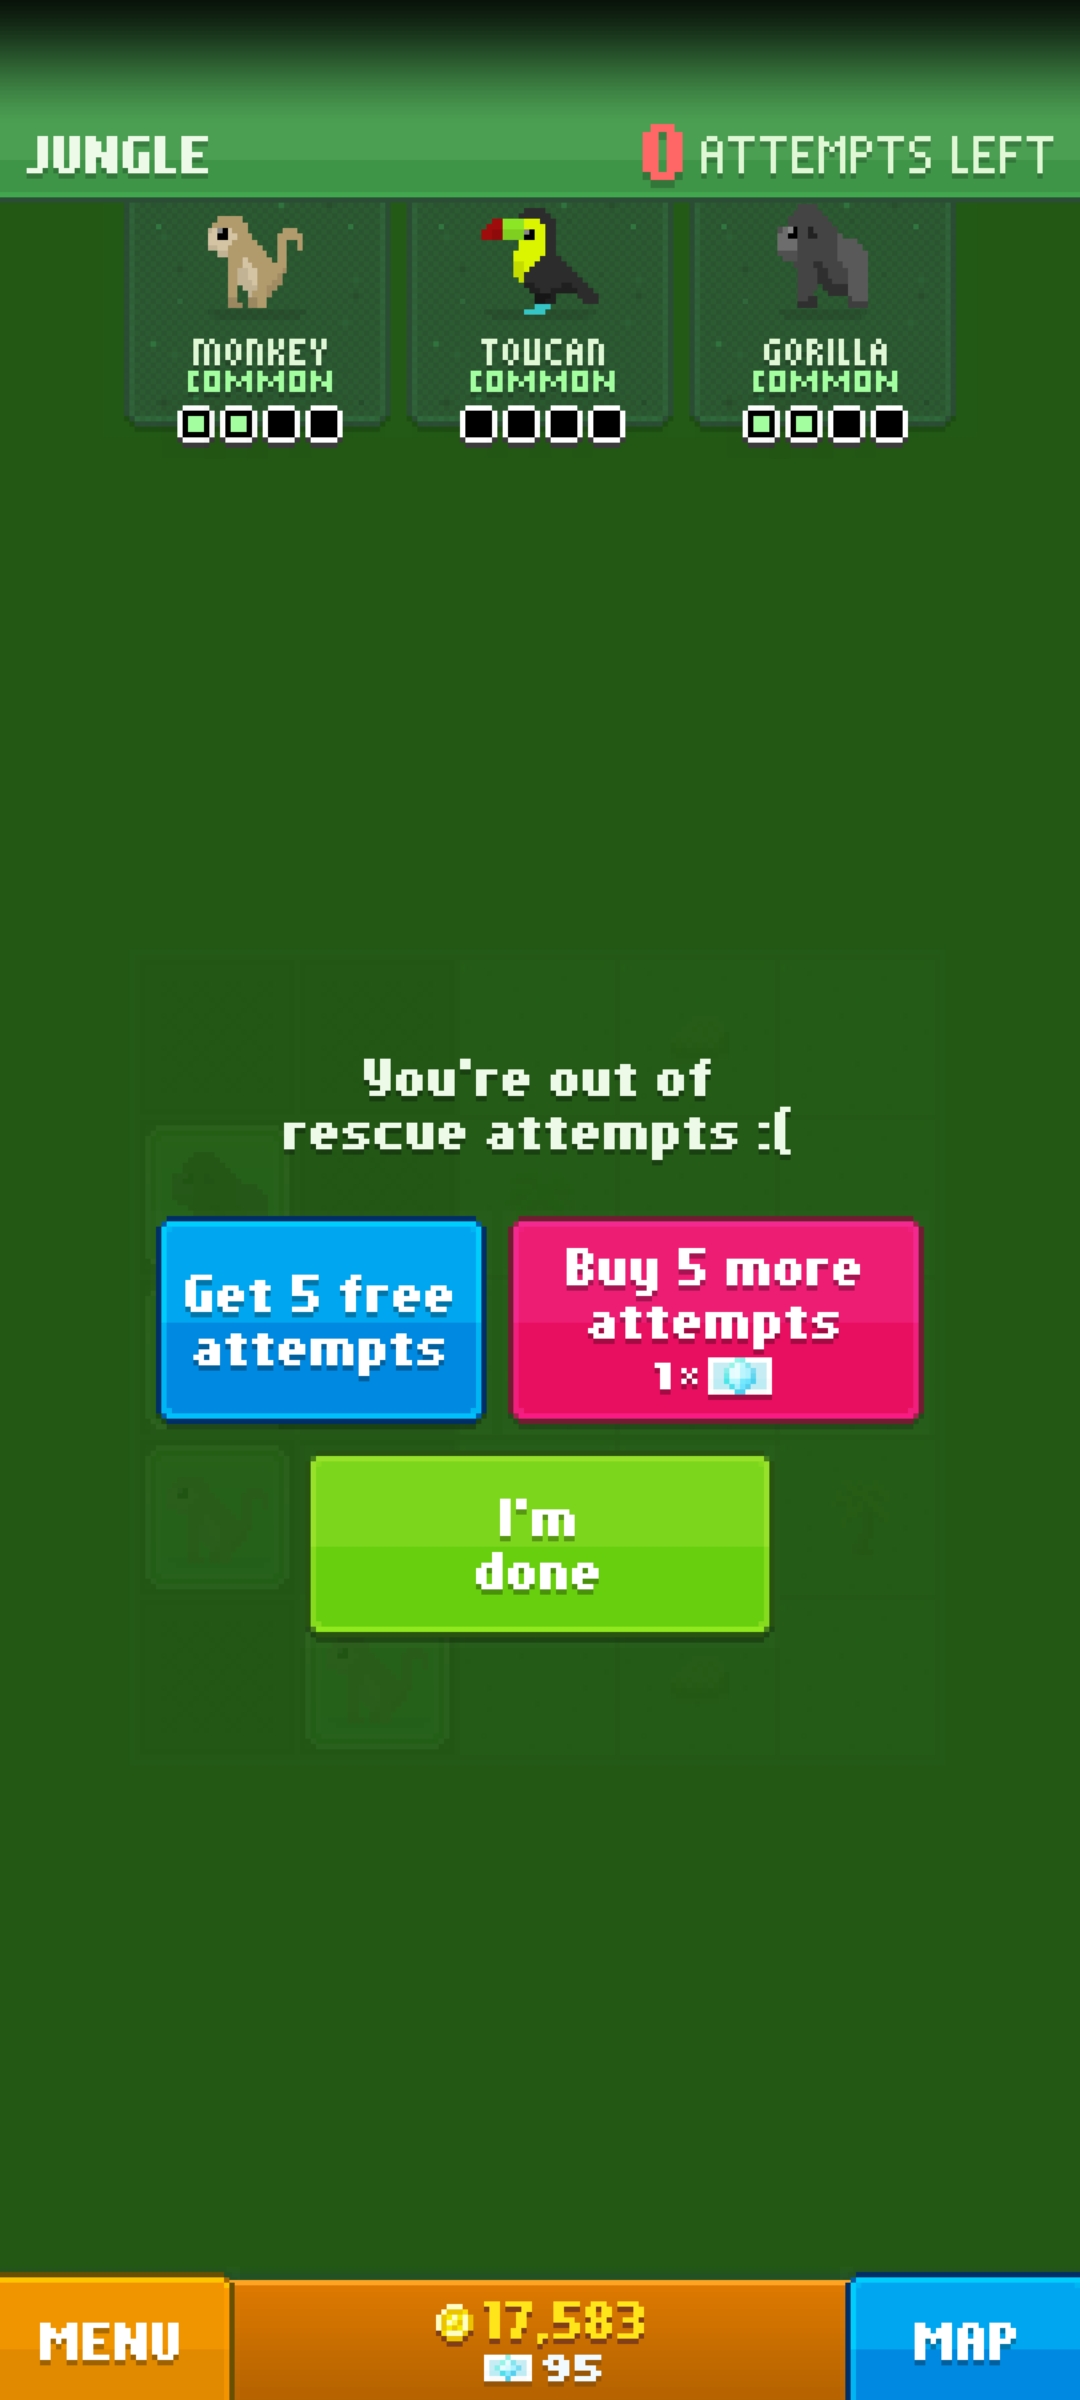 JUNGLE
0 ATTEMPTS LEFT
MONKEY
COMMON
TOUCAN
COMMON
GORILLA
COMMON
You're out of
rescue attempts :(
Get 5 free
attempts
Buy 5 more
attempts
1×
I'm
done
MENU
17,583
95
MAP